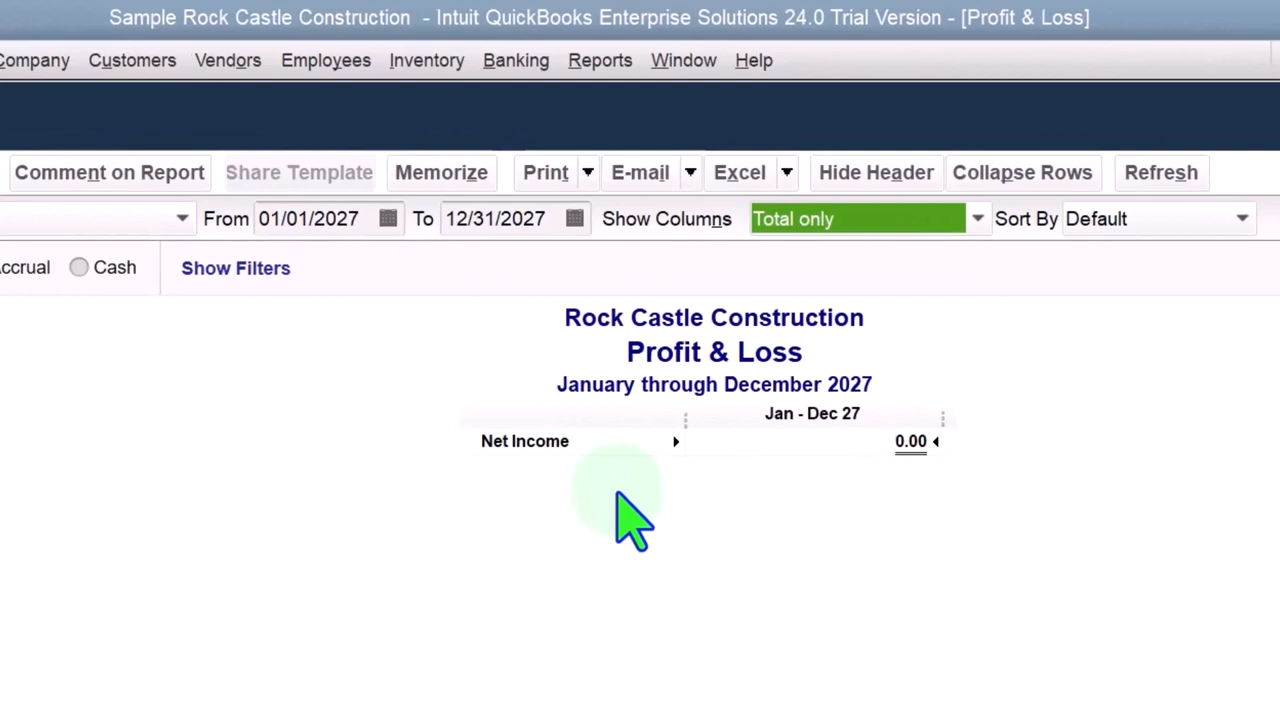 Sample Rock Castle Construction - Intuit QuickBooks Enterprise Solutions 24.0 Trial Version - [Profit & Loss]
Company Customers Vendors Employees Inventory Banking Reports Window Help
Comment on Report Share Template Memorize Print E-mail Excel Hide Header Collapse Rows Refresh
From 01/01/2027 To 12/31/2027 Show Columns Total only Sort By Default
Accrual Cash Show Filters
Rock Castle Construction
Profit & Loss
January through December 2027
Jan - Dec 27
Net Income 0.00